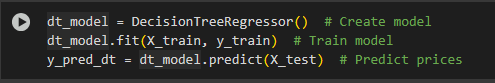 dt_model = DecisionTreeRegressor()  # Create model
dt_model.fit(X_train, y_train)  # Train model
y_pred_dt = dt_model.predict(X_test)  # Predict prices